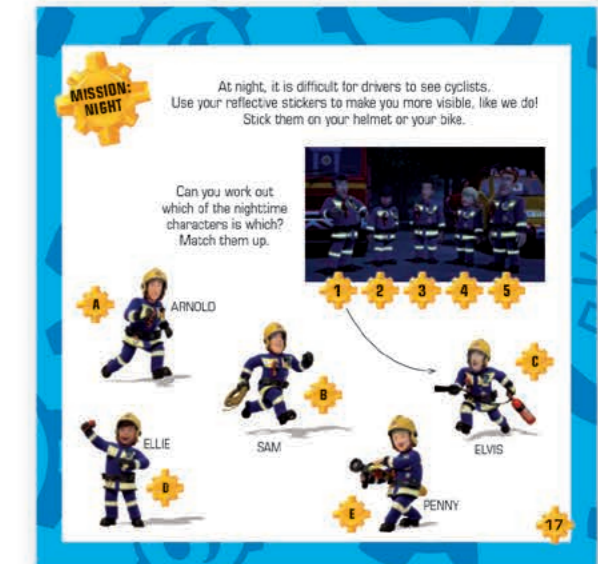 MISSION:
NIGHT
At night, it is difficult for drivers to see cyclists.
Use your reflective stickers to make you more visible, like we do!
Stick them on your helmet or your bike.
Can you work out
which of the nighttime
characters is which?
Match them up.
1 2 3 4 5
A
ARNOLD
B
SAM
C
ELVIS
ELLIE
D
E
PENNY
17